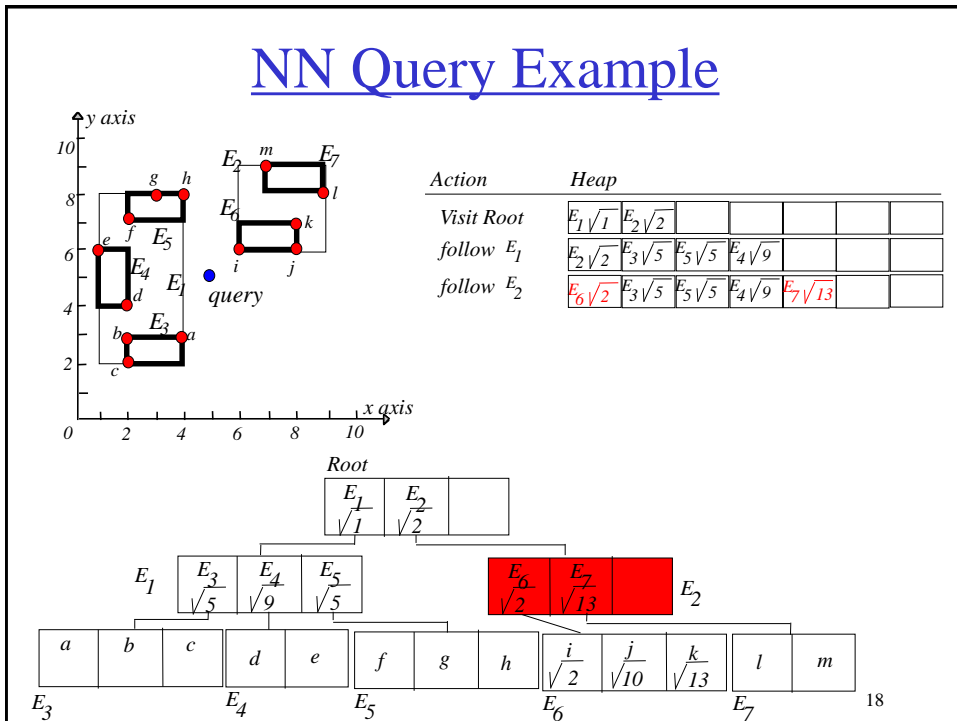 NN Query Example
y axis
10
8
6
4
2
0
2
4
6
8
10
x axis
m
E2
E7
l
g
h
f
E5
E6
k
i
j
e
E4
d
E1
query
b
E3
a
c
Action Heap
Visit Root E1√1 E2√2
follow E1 E2√2 E3√5 E5√5 E4√9
follow E2 E6√2 E3√5 E5√5 E4√9 E7√13
Root
E1 E2
√1 √2
E1
E3 E4 E5
√5 √9 √5
E6 E7
√2 √13
E2
a b c
d e
f g h
i j k
√2 √10 √13
l m
E3 E4 E5 E6 E7
18